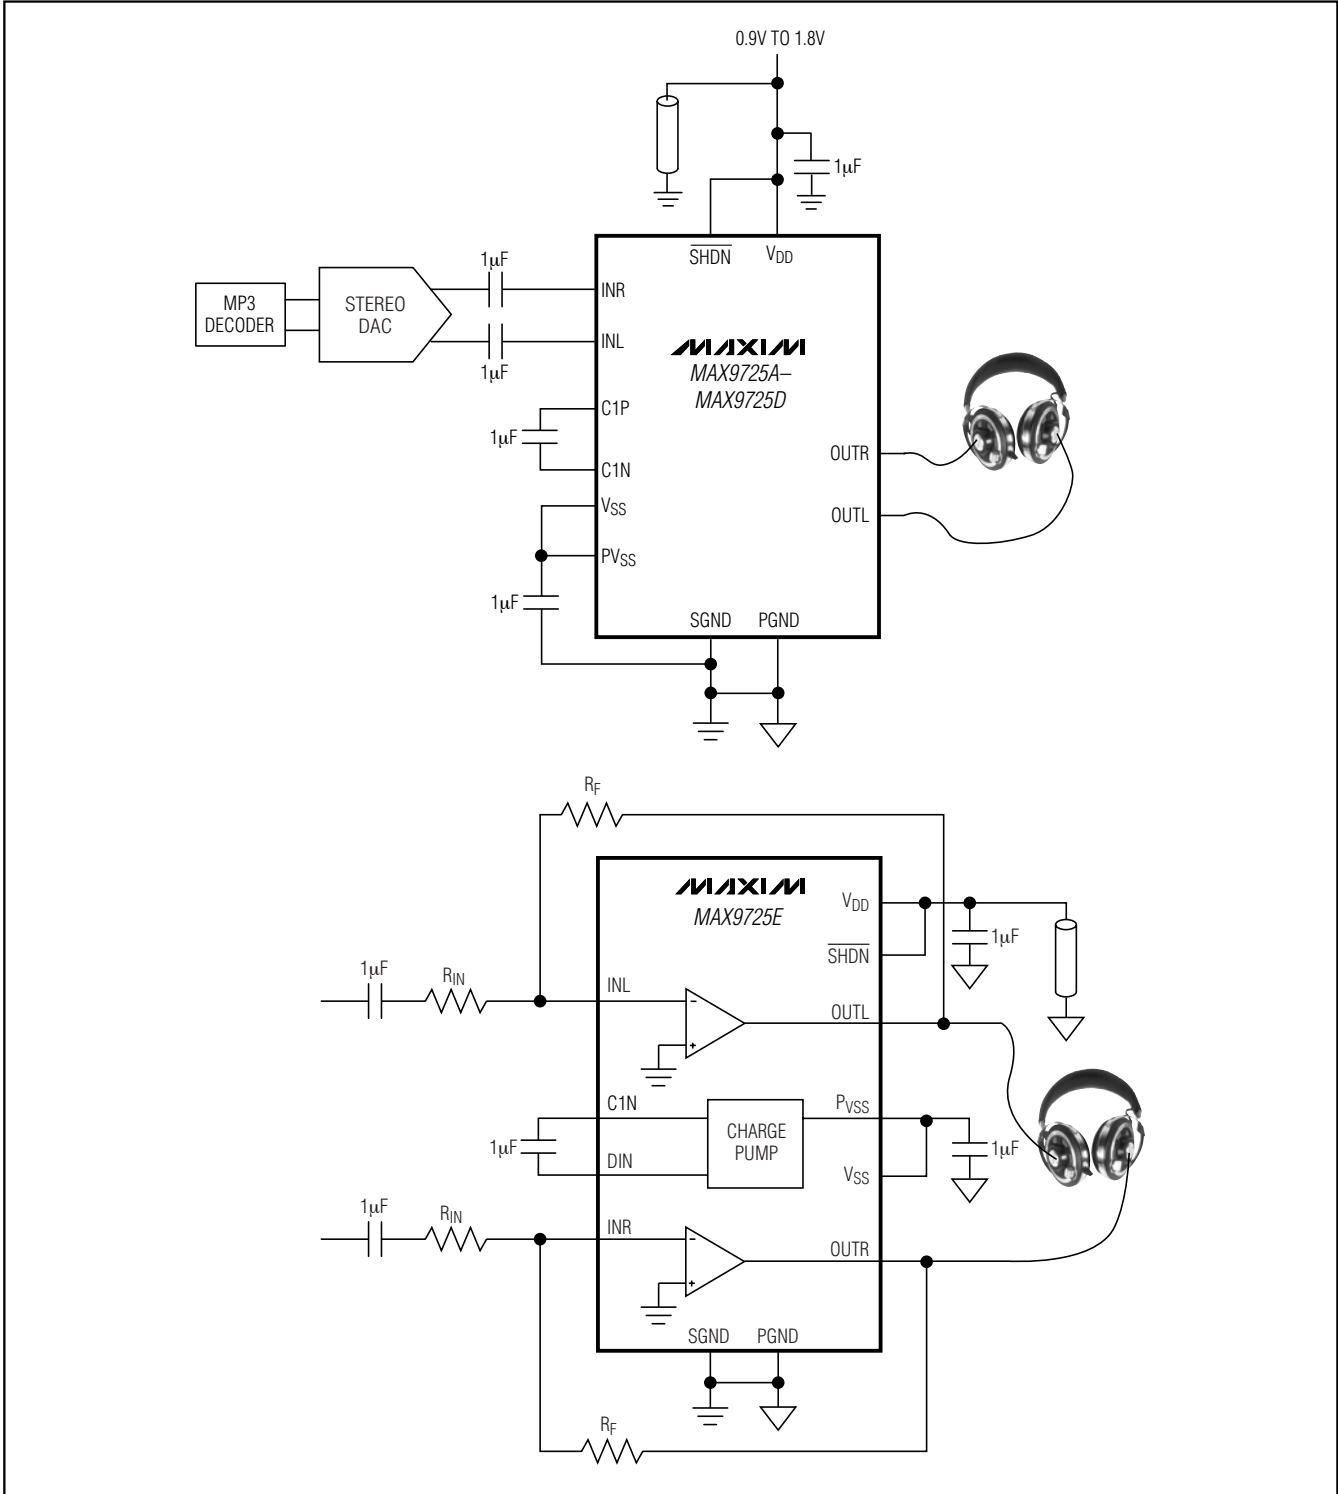 0.9V TO 1.8V
1µF
SHDN
VDD
1µF
MP3
DECODER
STEREO
DAC
INR
INL
1µF
MAXIM
MAX9725A–
MAX9725D
C1P
1µF
C1N
OUTR
VSS
OUTL
PVSS
1µF
SGND
PGND
RF
MAXIM
MAX9725E
VDD
1µF
SHDN
1µF
RIN
INL
-
OUTL
+
C1N
PVSS
CHARGE
PUMP
1µF
1µF
DIN
VSS
1µF
RIN
INR
-
OUTR
+
SGND
PGND
RF